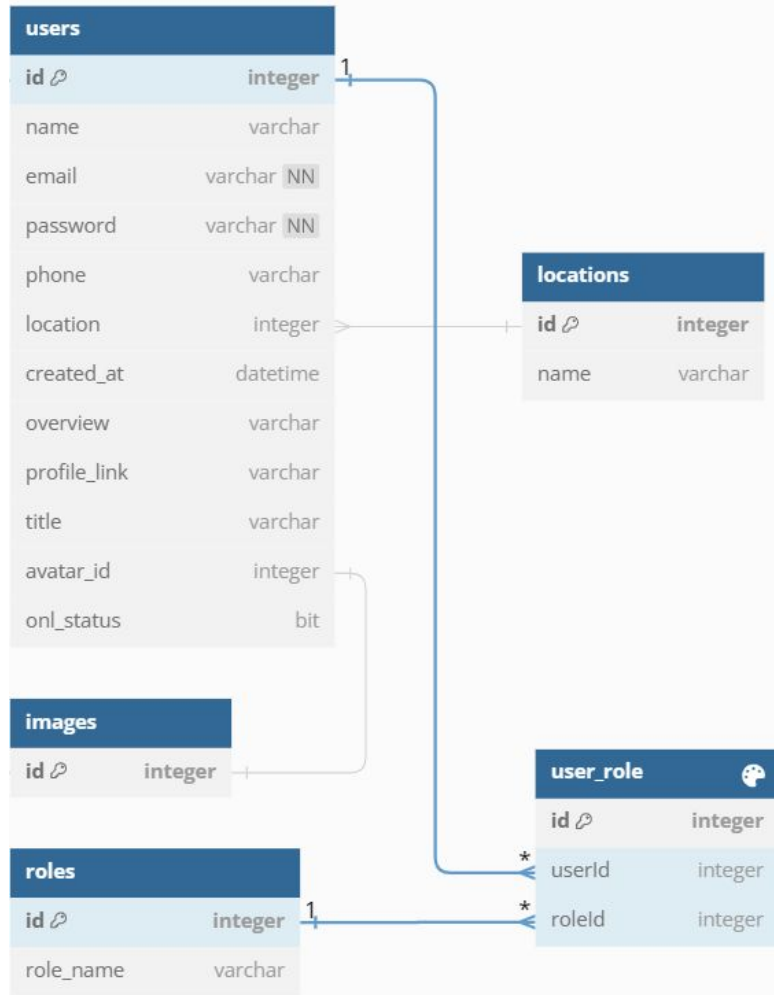 users
id integer
name varchar
email varchar NN
password varchar NN
phone varchar
location integer
created_at datetime
overview varchar
profile_link varchar
title varchar
avatar_id integer
onl_status bit
1
locations
id integer
name varchar
images
id integer
roles
id integer
role_name varchar
1
user_role
id integer
* userId integer
* roleId integer